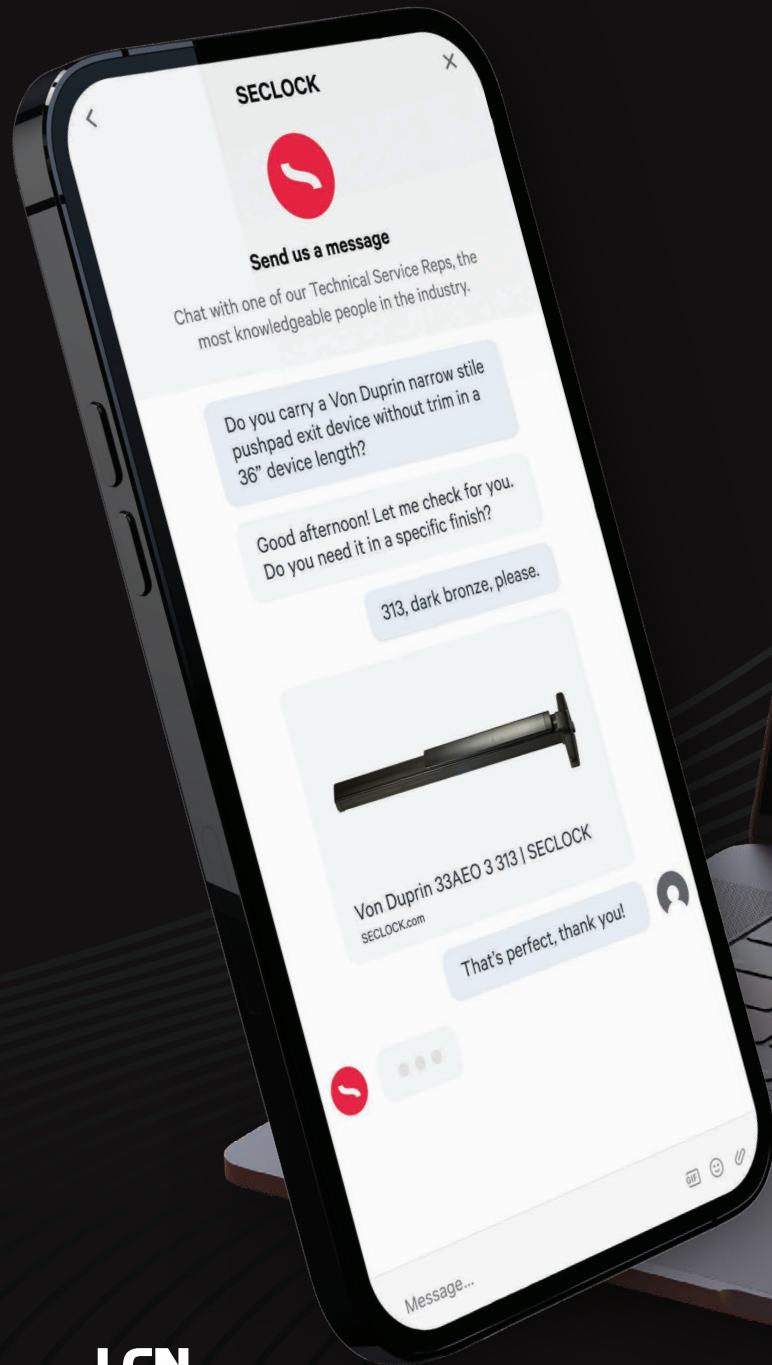 SECLOCK
Send us a message
Chat with one of our Technical Service Reps, the
most knowledgeable people in the industry.
Do you carry a Von Duprin narrow stile
pushpad exit device without trim in a
36” device length?
Good afternoon! Let me check for you.
Do you need it in a specific finish?
313, dark bronze, please.
Von Duprin 33AEO 3 313 | SECLOCK
SECLOCK.com
That's perfect, thank you!
GIF
Message...
LCN